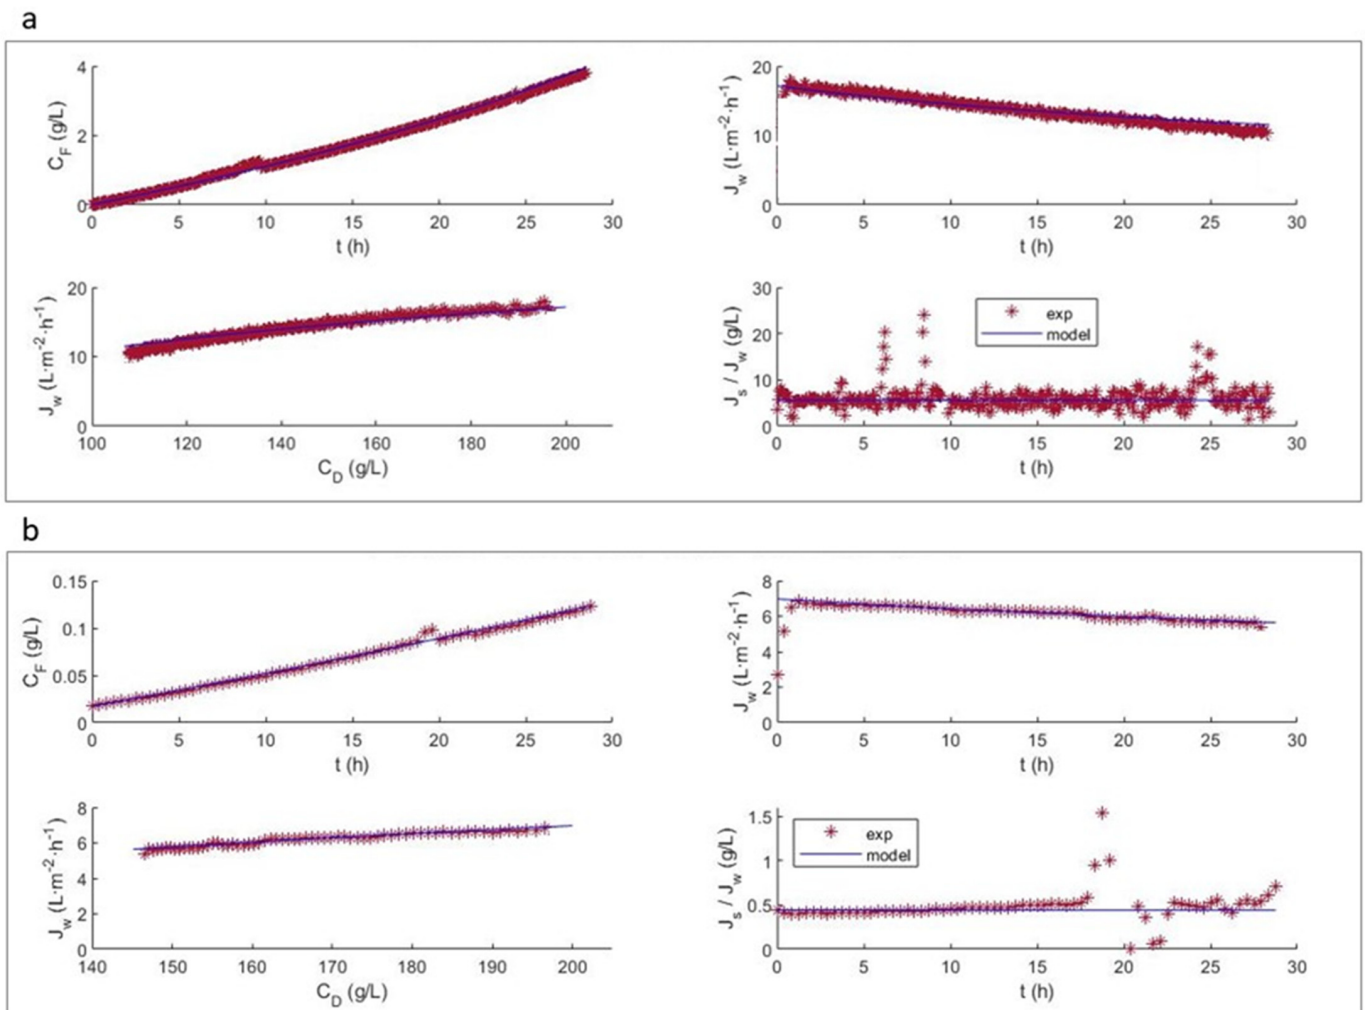 a
C_F (g/L)
4
2
0
0 5 10 15 20 25 30
t (h)
J_w (L·m^-2·h^-1)
20
10
0
0 5 10 15 20 25 30
t (h)
J_w (L·m^-2·h^-1)
20
10
0
100 120 140 160 180 200
C_D (g/L)
J_s / J_w (g/L)
30
20
10
0
exp
model
0 5 10 15 20 25 30
t (h)
b
C_F (g/L)
0.15
0.1
0.05
0
0 5 10 15 20 25 30
t (h)
J_w (L·m^-2·h^-1)
8
6
4
2
0
0 5 10 15 20 25 30
t (h)
J_w (L·m^-2·h^-1)
8
6
4
2
0
140 150 160 170 180 190 200
C_D (g/L)
J_s / J_w (g/L)
1.5
1
0.5
0
exp
model
0 5 10 15 20 25 30
t (h)